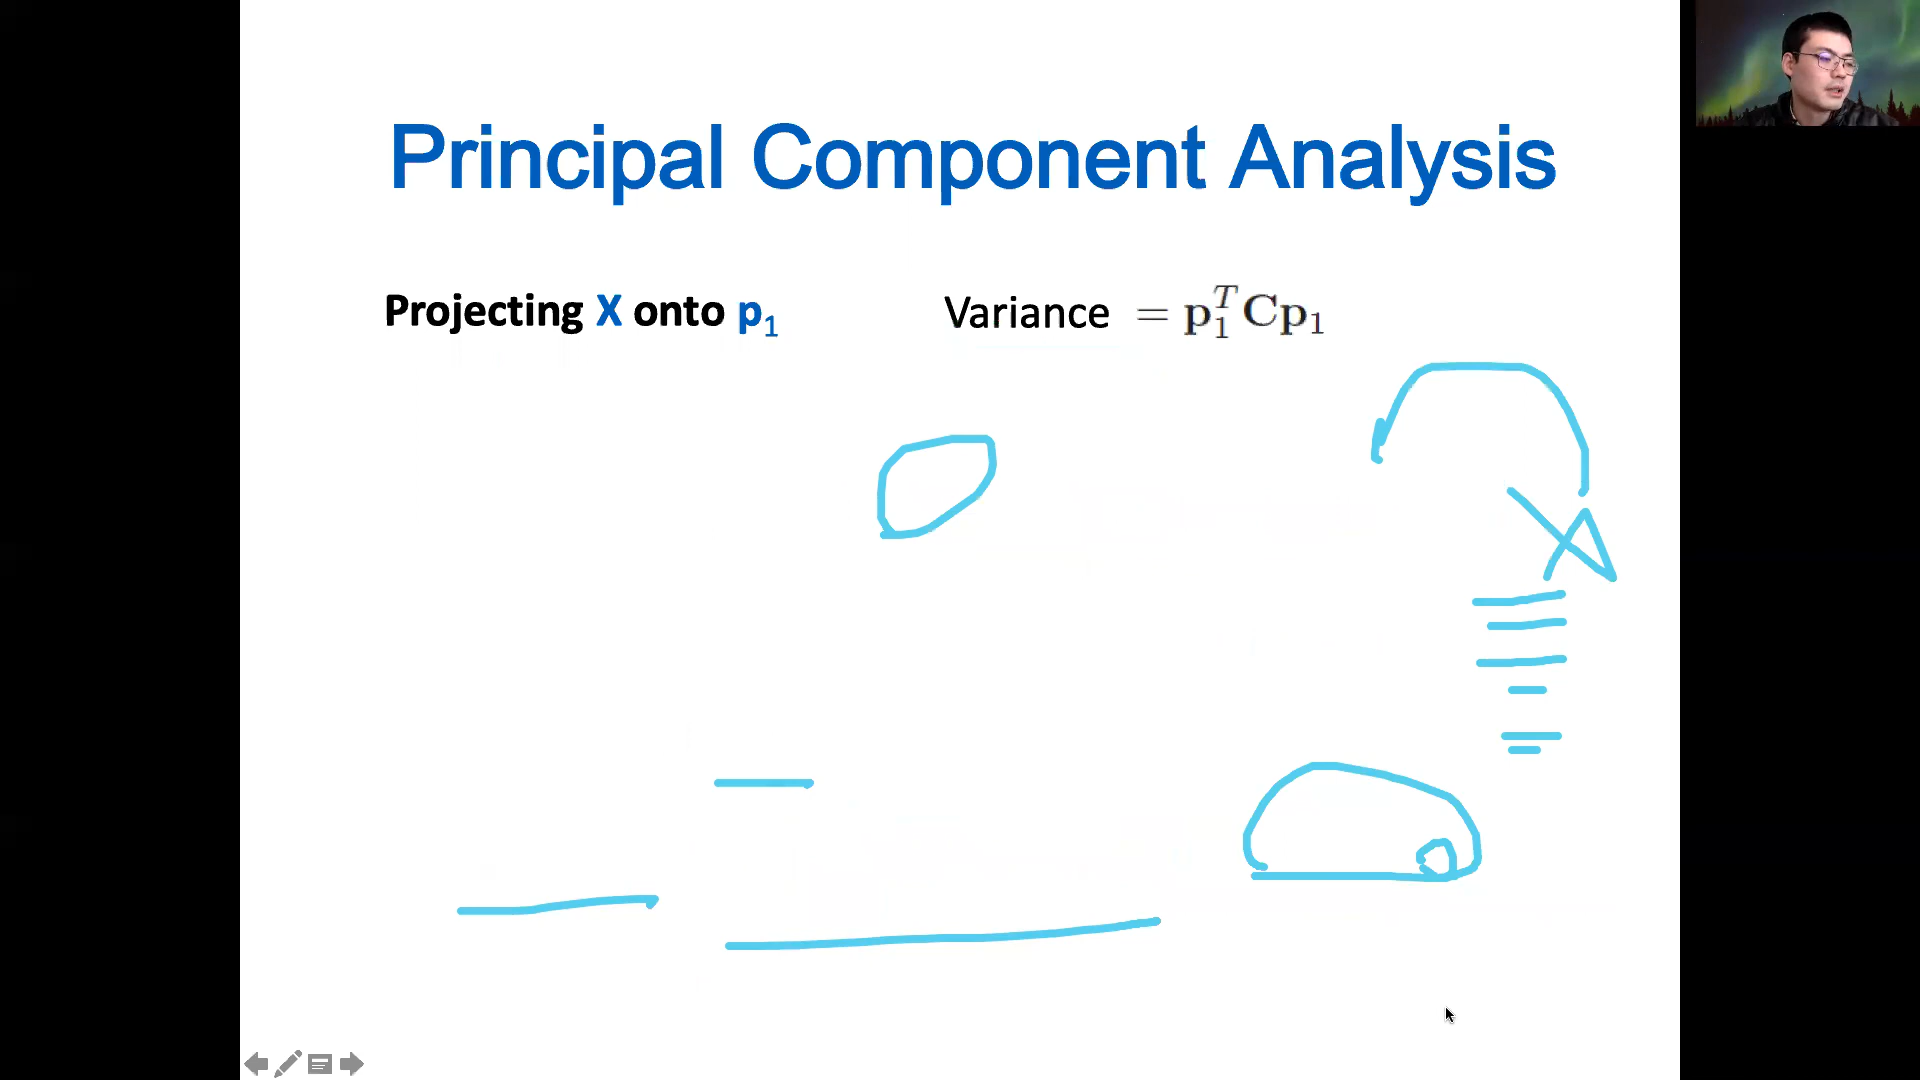 Principal Component Analysis
Projecting X onto p₁
Variance = p₁ᵀCp₁